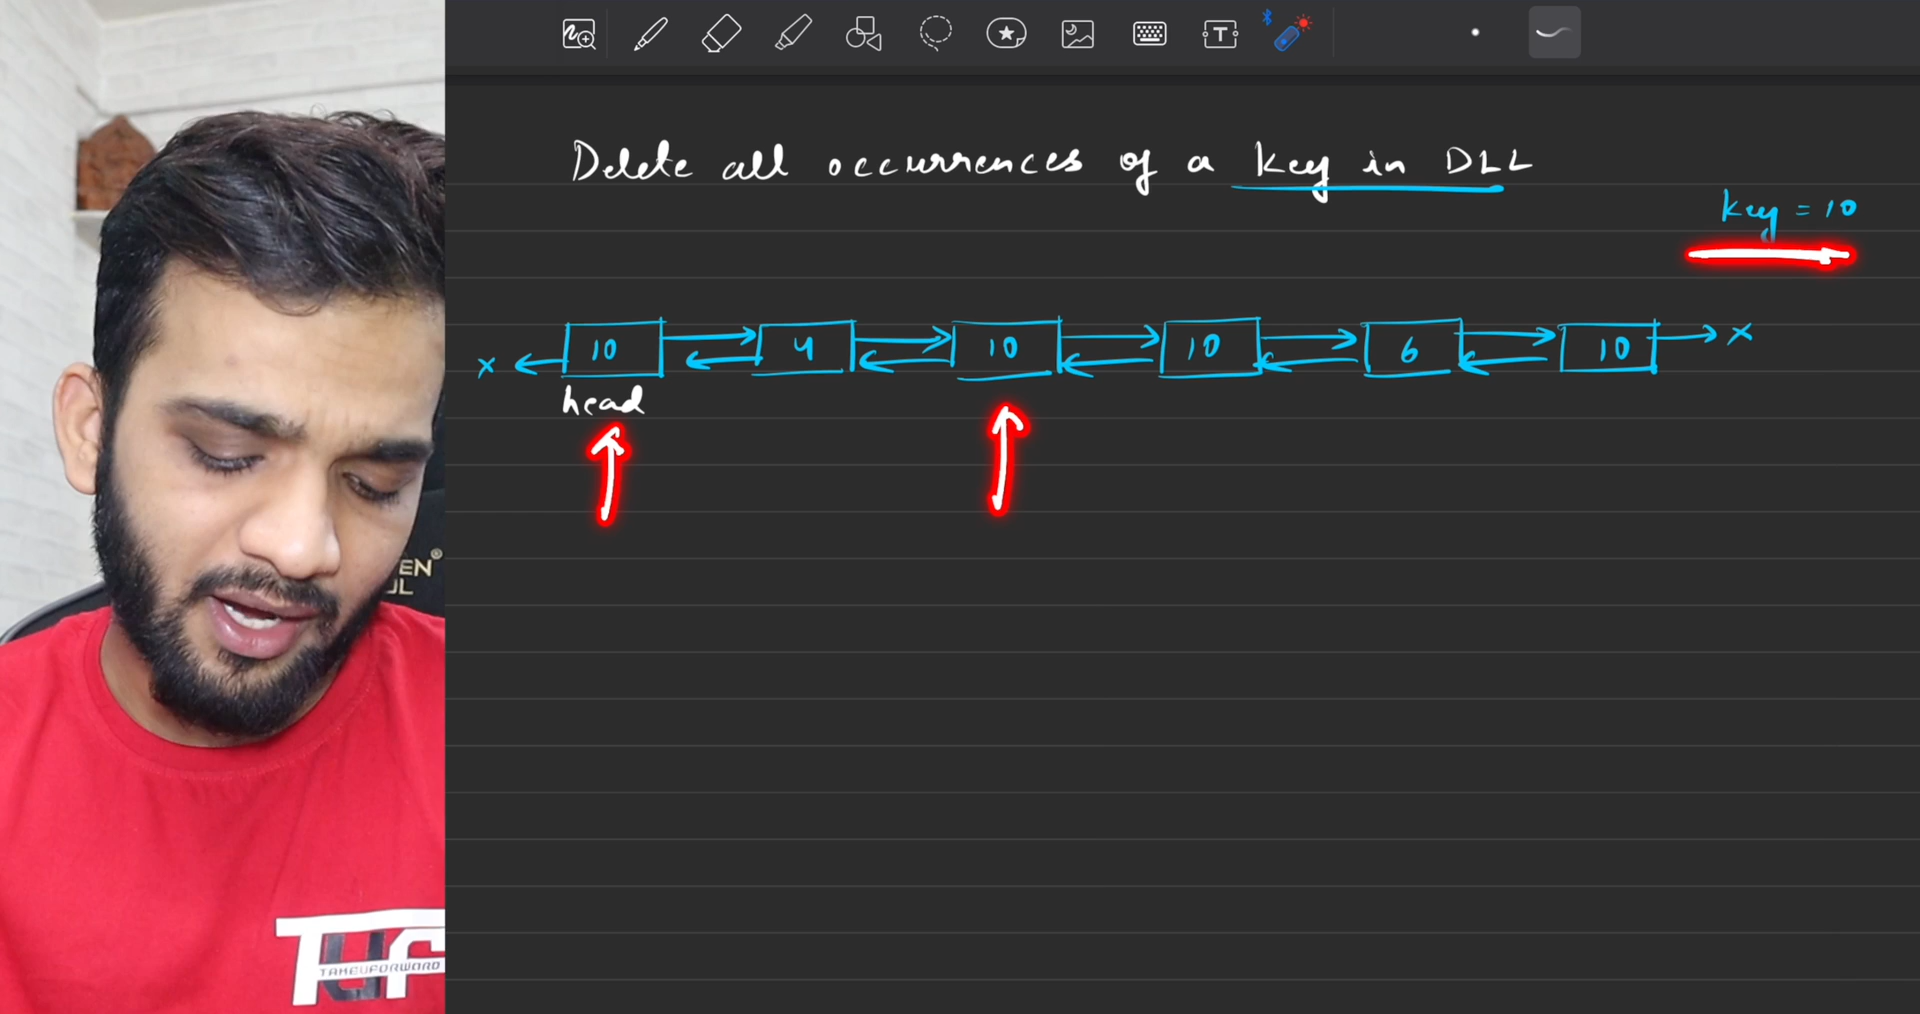 Delete all occurrences of a key in DLL
key = 10
x 10 4 10 10 6 10 x
head
EN®
UL
TUF
TAKEUFORWARD